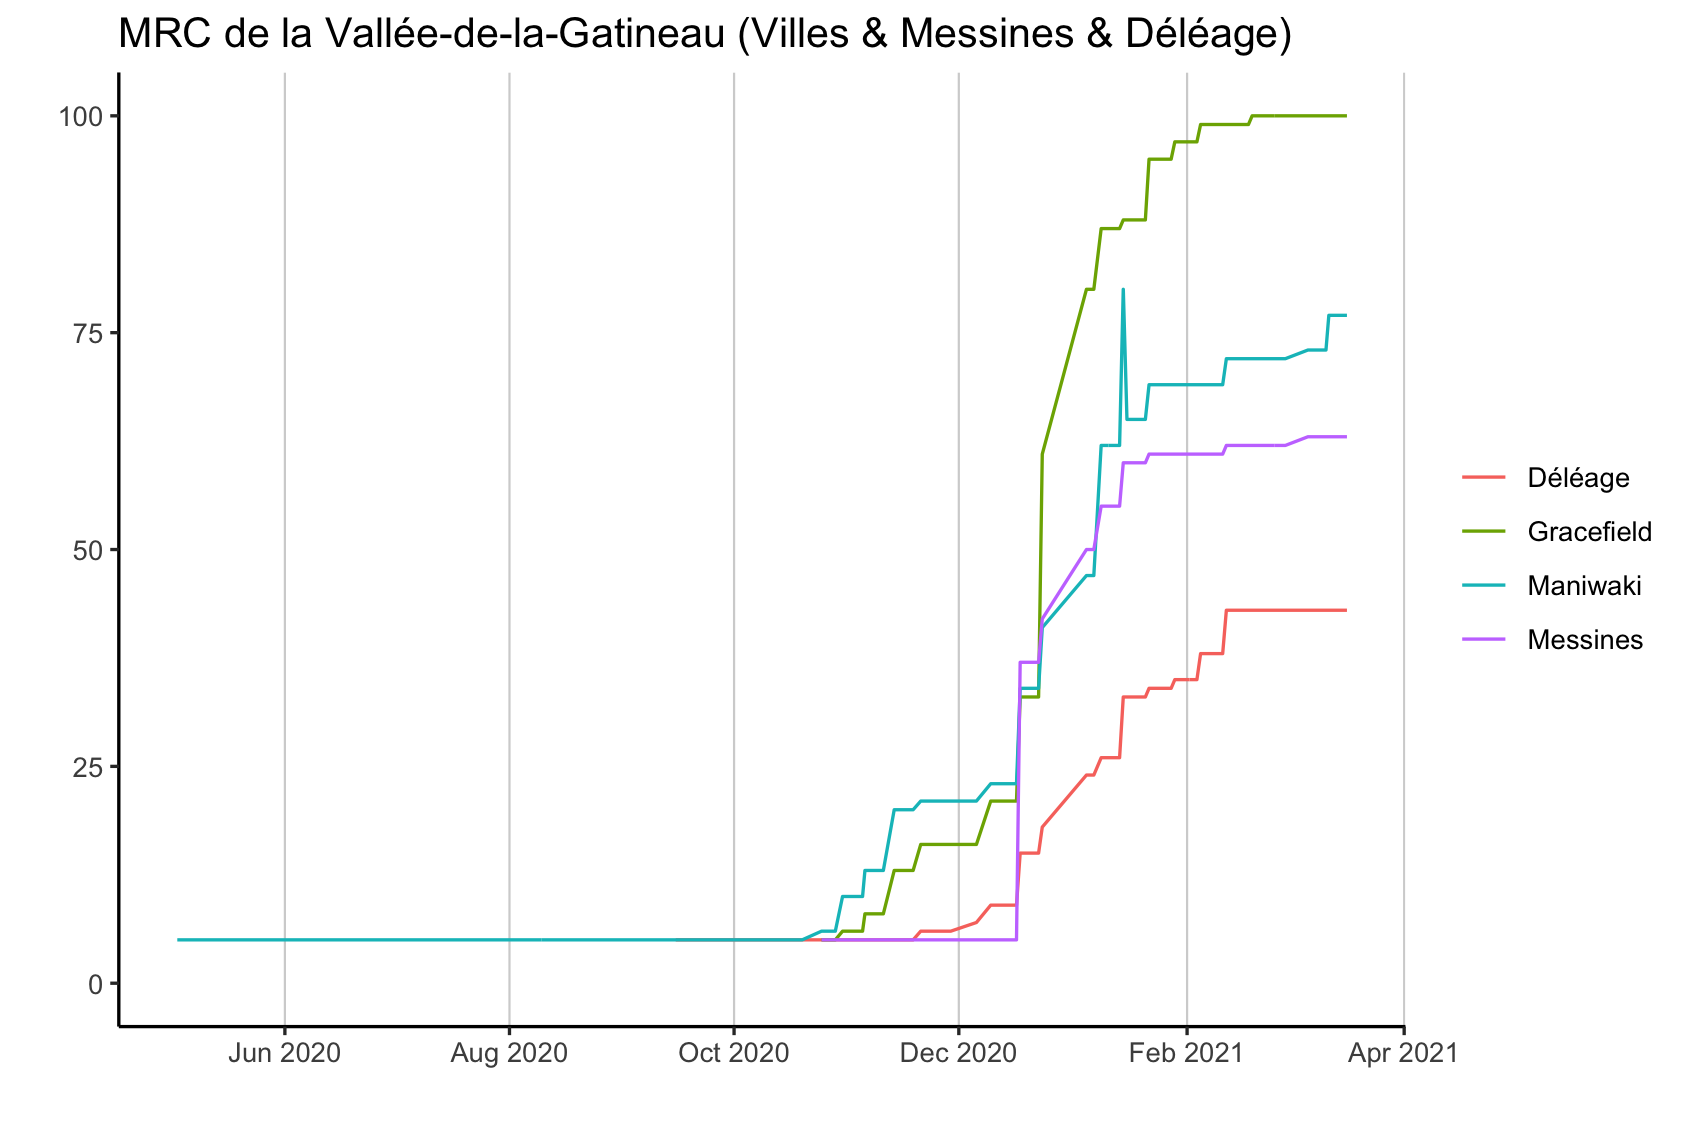 MRC de la Vallée-de-la-Gatineau (Villes & Messines & Déléage)
100
75
50
25
0
Jun 2020
Aug 2020
Oct 2020
Dec 2020
Feb 2021
Apr 2021
Déléage
Gracefield
Maniwaki
Messines